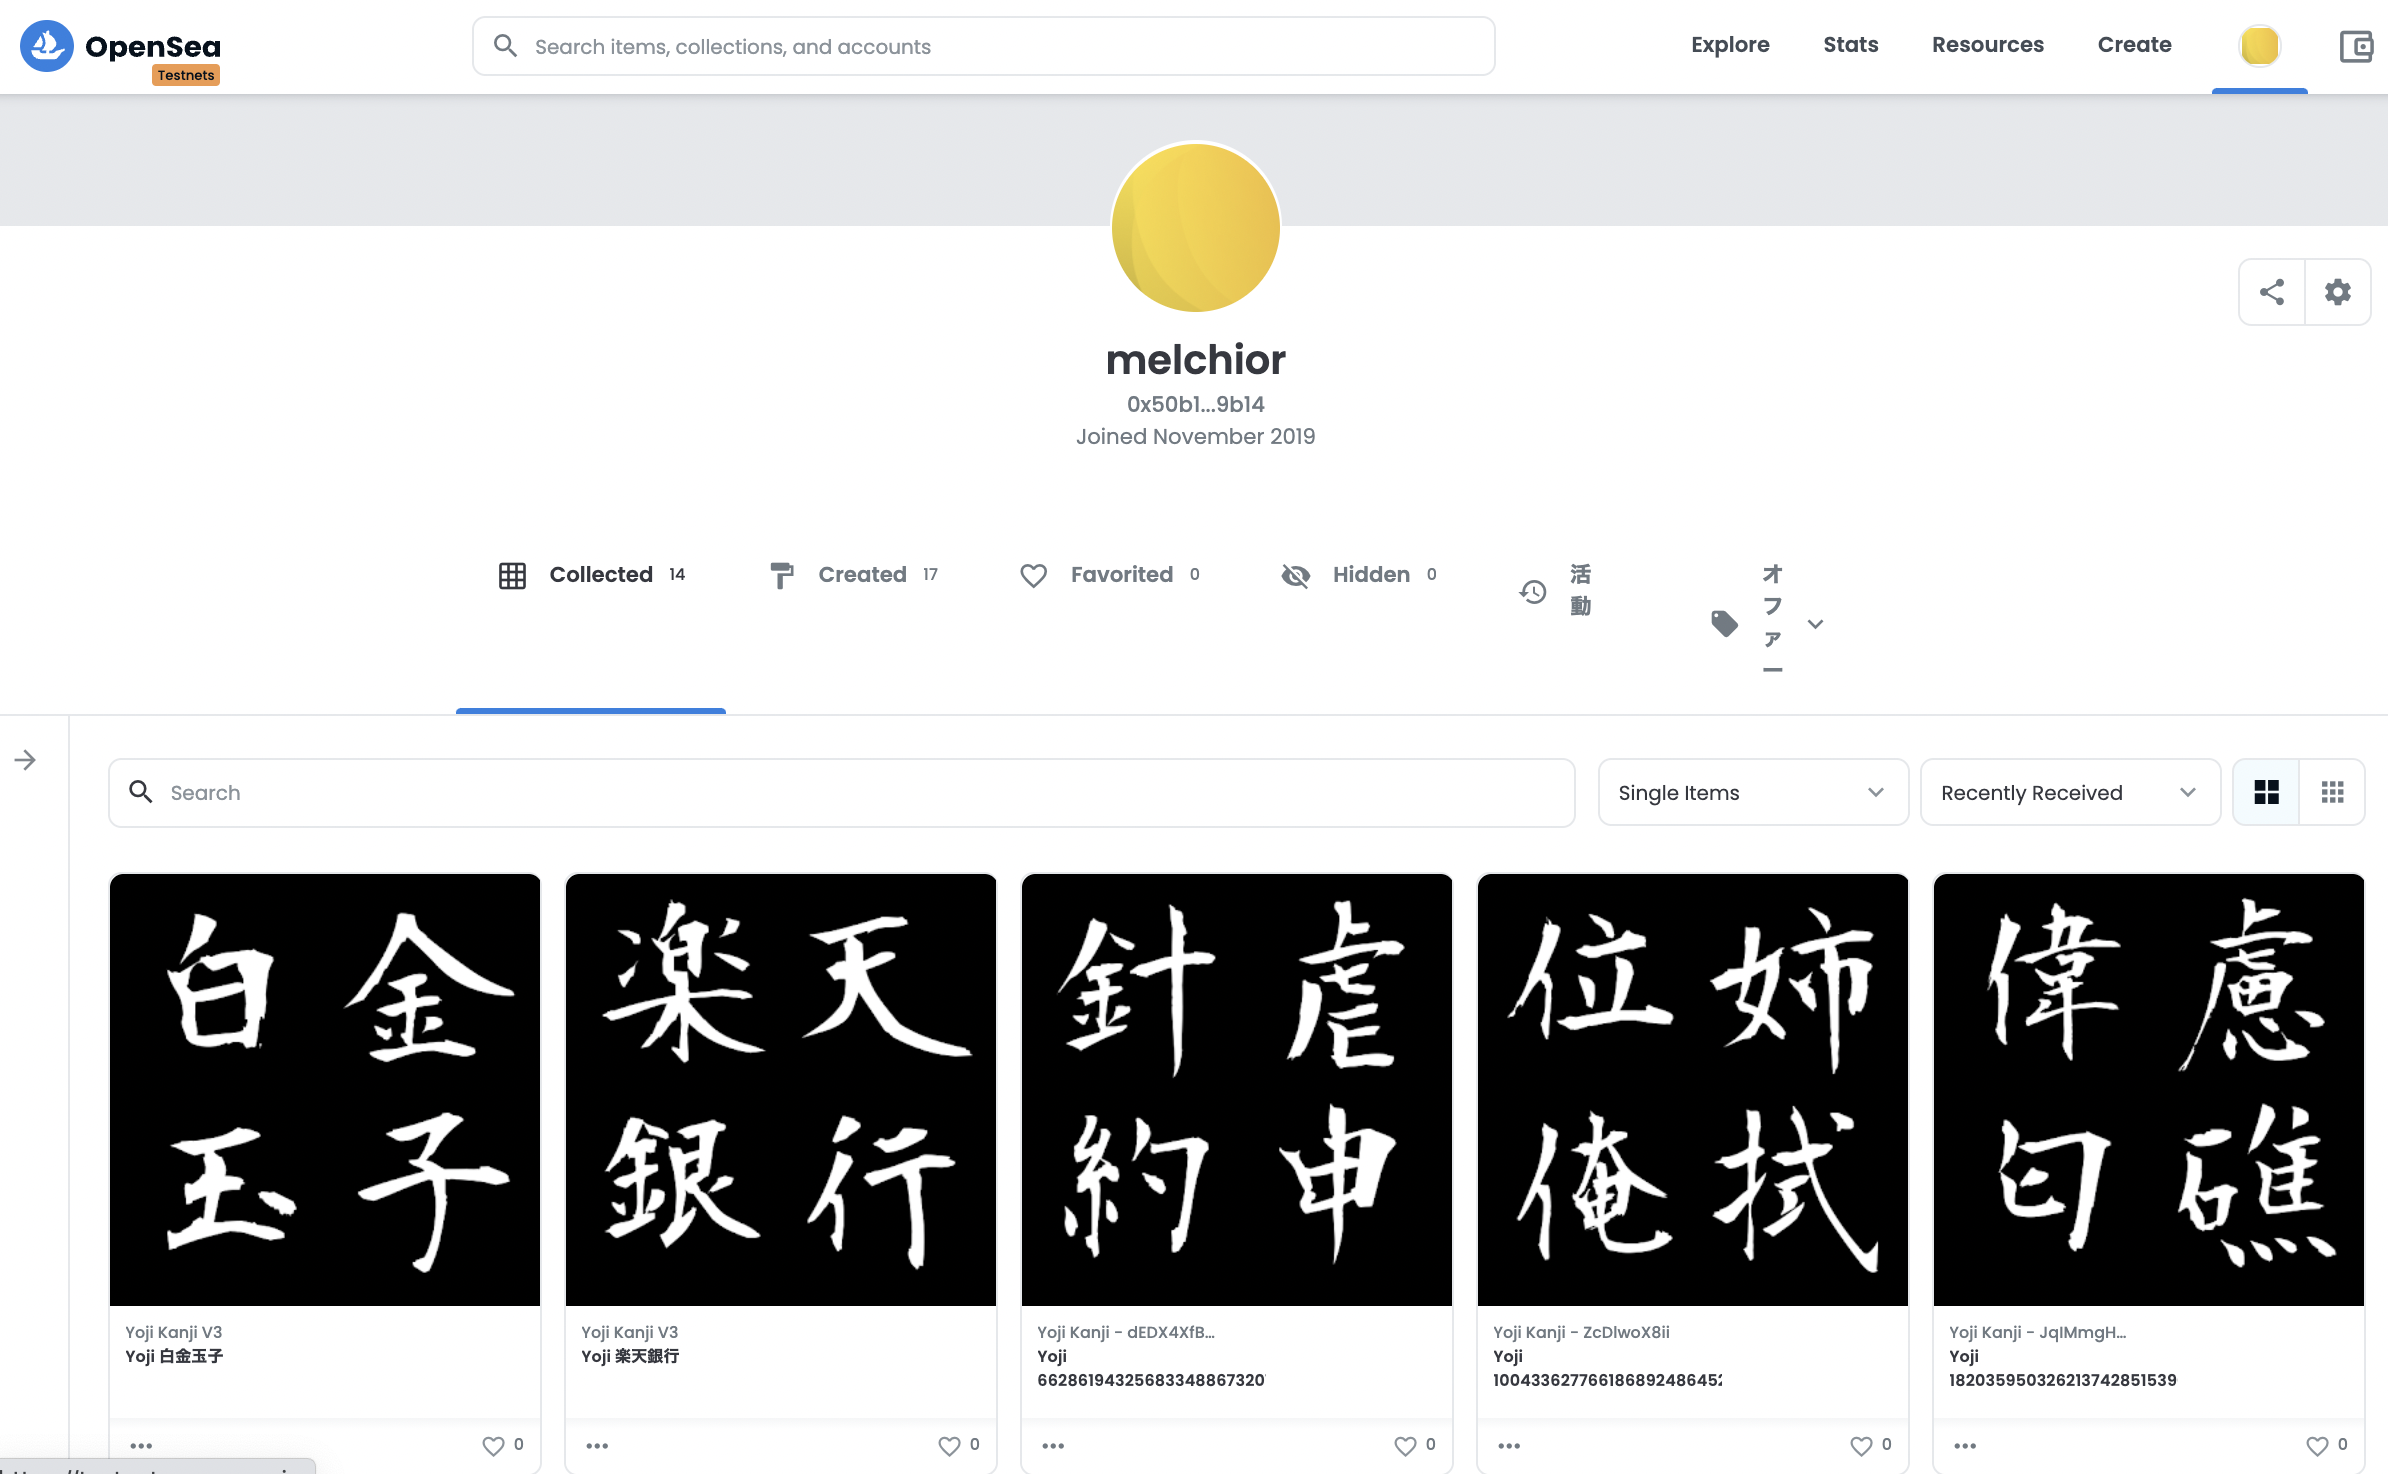 OpenSea
Testnets
Search items, collections, and accounts
Explore
Stats
Resources
Create
melchior
0x50b1...9b14
Joined November 2019
Collected 14
Created 17
Favorited 0
Hidden 0
活動
オファー
Search
Single Items
Recently Received
白金
玉子
Yoji Kanji V3
Yoji 白金玉子
0
楽天
銀行
Yoji Kanji V3
Yoji 楽天銀行
0
針虐
約申
Yoji Kanji - dEDX4XfB...
Yoji
66286194325683348867320
0
位姉
俺拭
Yoji Kanji - ZcDlwoX8ii
Yoji
10043362776618689248645
0
偉慮
匂礁
Yoji Kanji - JqIMmgH...
Yoji
182035950326213742851539
0